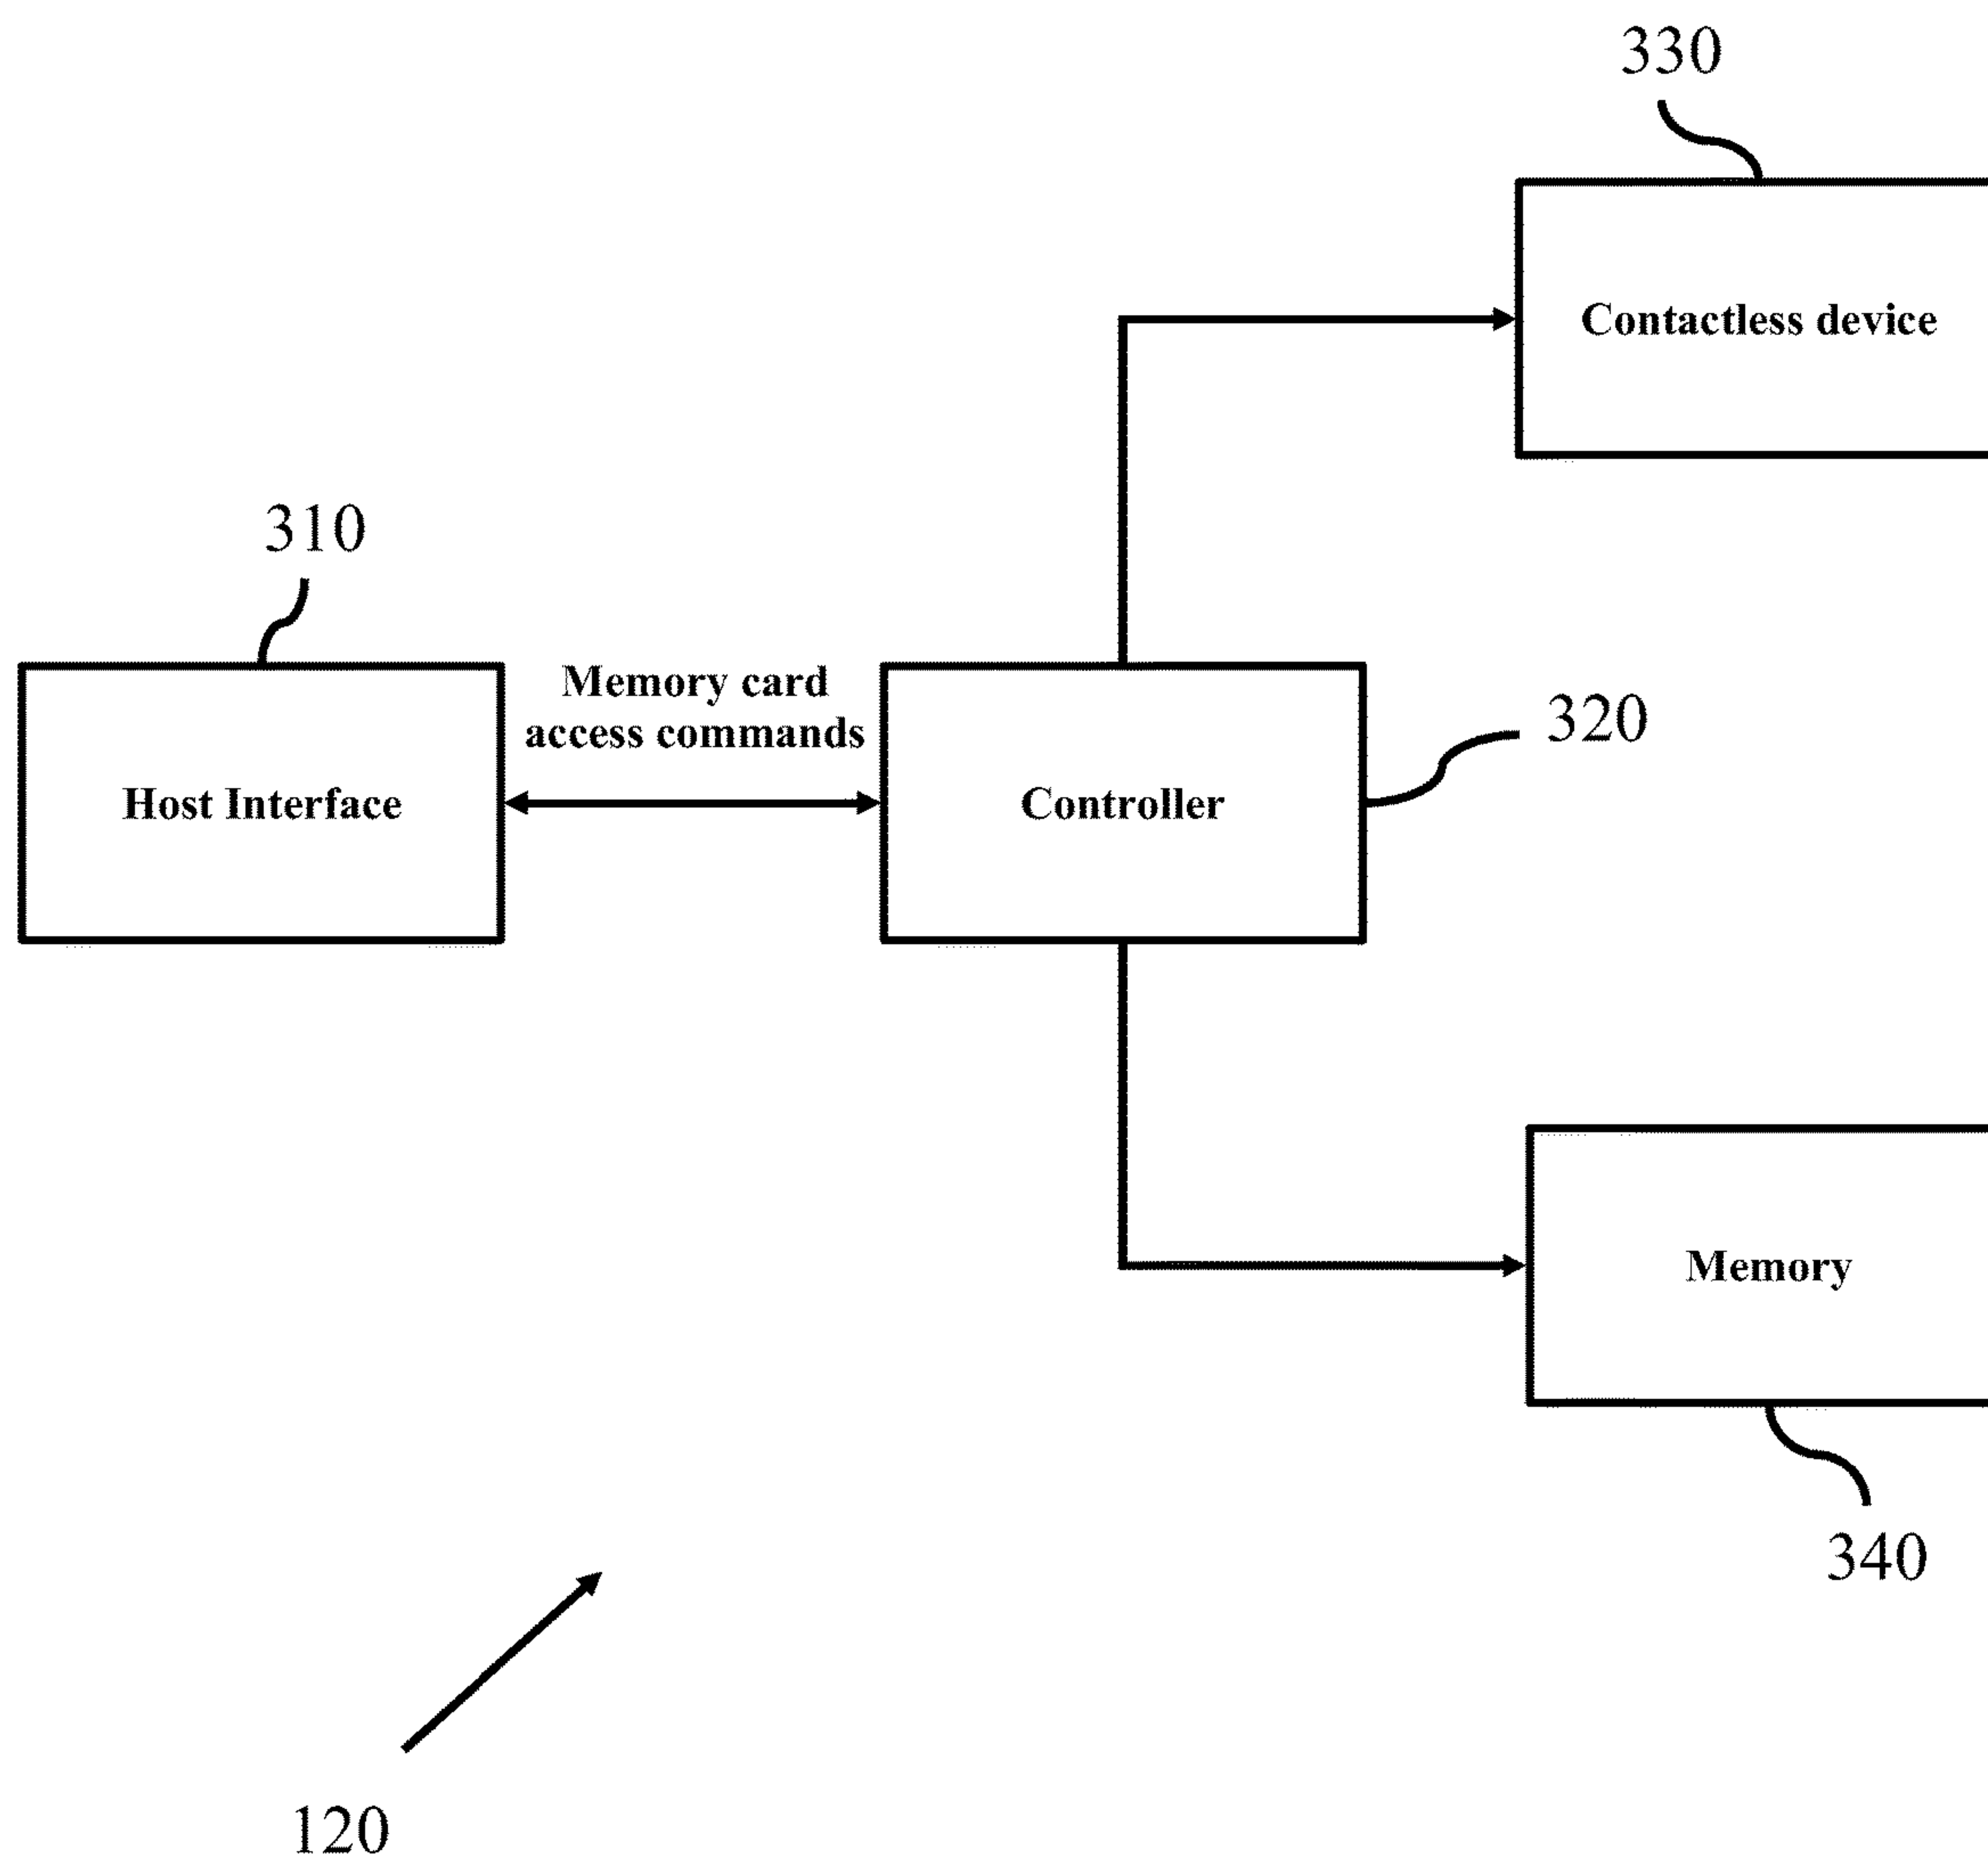 330
Contactless device
310
Memory card
access commands
320
Host Interface
Controller
Memory
340
120